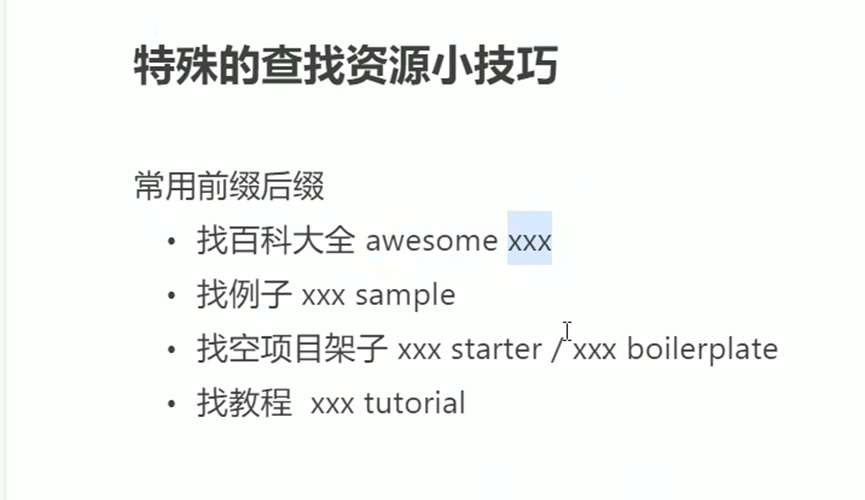 特殊的查找资源小技巧
常用前缀后缀
• 找百科大全 awesome xxx
• 找例子 xxx sample
• 找空项目架子 xxx starter / xxx boilerplate
• 找教程 xxx tutorial